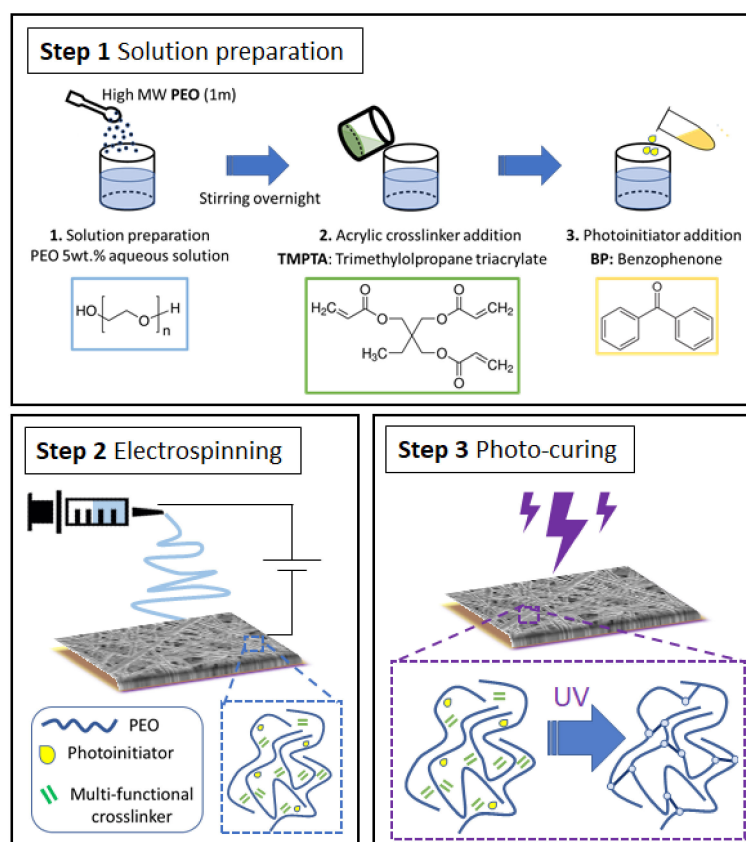 Step 1 Solution preparation
High MW PEO (1m)
Stirring overnight
1. Solution preparation
PEO 5wt.% aqueous solution
2. Acrylic crosslinker addition
TMPTA: Trimethylolpropane triacrylate
3. Photoinitiator addition
BP: Benzophenone
HO
O
H
n
H₂C
O
O
O
O
CH₂
H₃C
O
O
CH₂
O
Step 2 Electrospinning
PEO
Photoinitiator
Multi-functional
crosslinker
Step 3 Photo-curing
UV